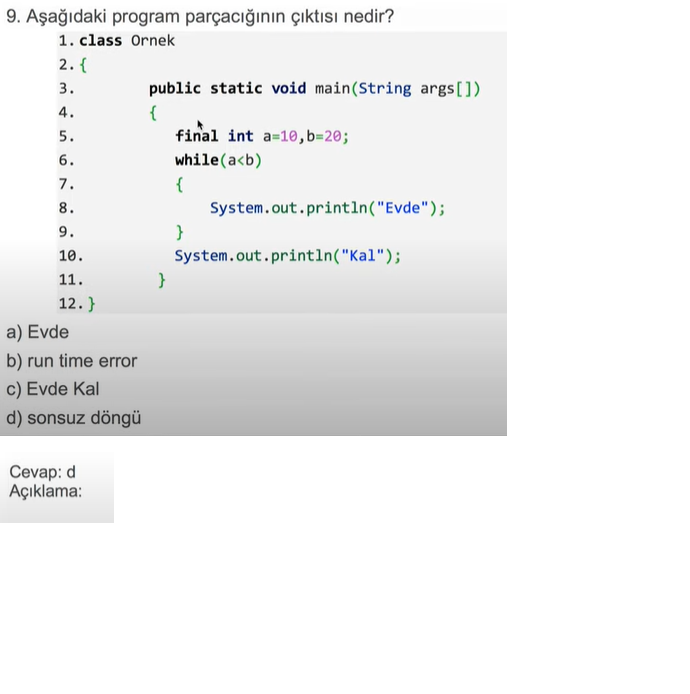 9. Aşağıdaki program parçacığının çıktısı nedir?
1. class Ornek
2. {
3. public static void main(String args[])
4. {
5. final int a=10,b=20;
6. while(a<b)
7. {
8. System.out.println("Evde");
9. }
10. System.out.println("Kal");
11. }
12. }
a) Evde
b) run time error
c) Evde Kal
d) sonsuz döngü
Cevap: d
Açıklama: